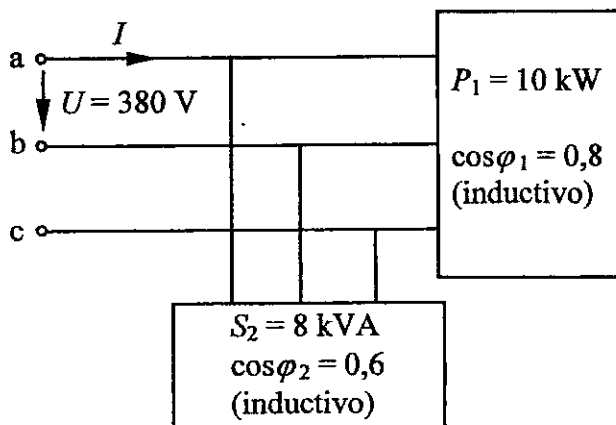 I
a
P₁ = 10 kW
U = 380 V
b
cosφ₁ = 0,8
(inductivo)
c
S₂ = 8 kVA
cosφ₂ = 0,6
(inductivo)